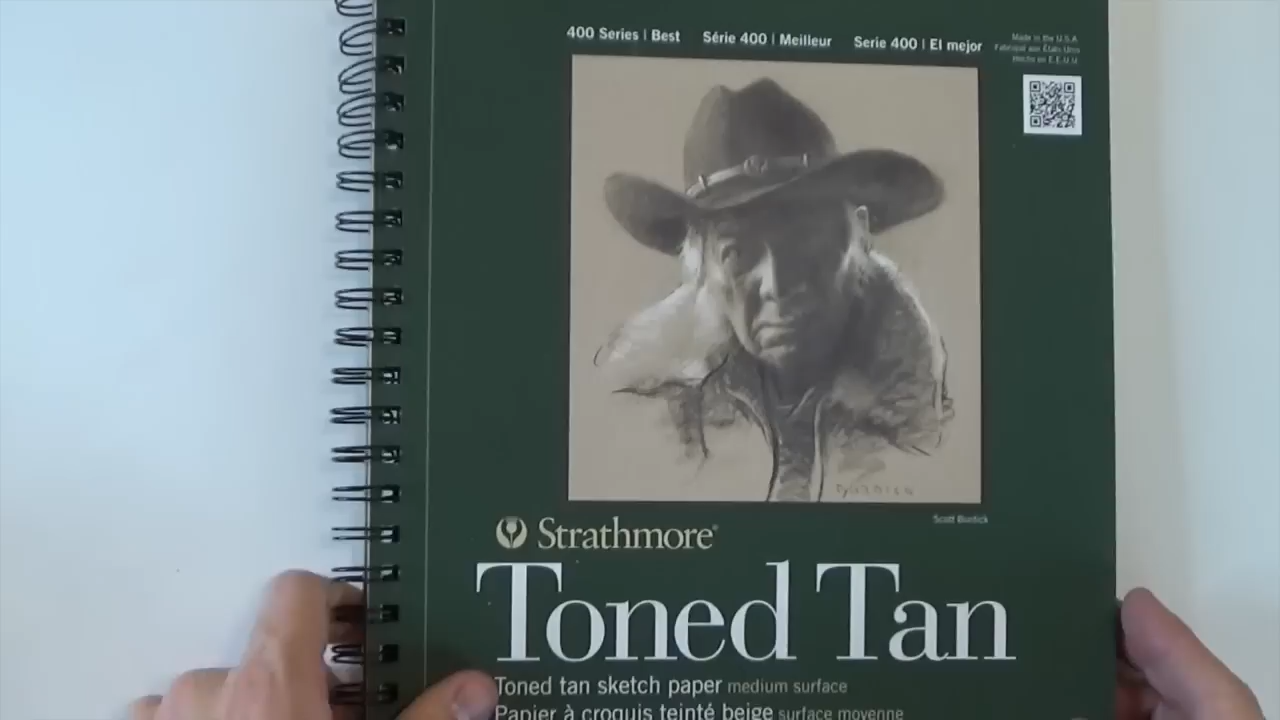 400 Series | Best Série 400 | Meilleur Serie 400 | El mejor
Made in the U.S.A.
Fabriqué aux États Unis
Hecho en E.E.U.U.
Scott Burdick
Strathmore®
Toned Tan
Toned tan sketch paper medium surface
Papier à croquis teinté beige surface moyenne